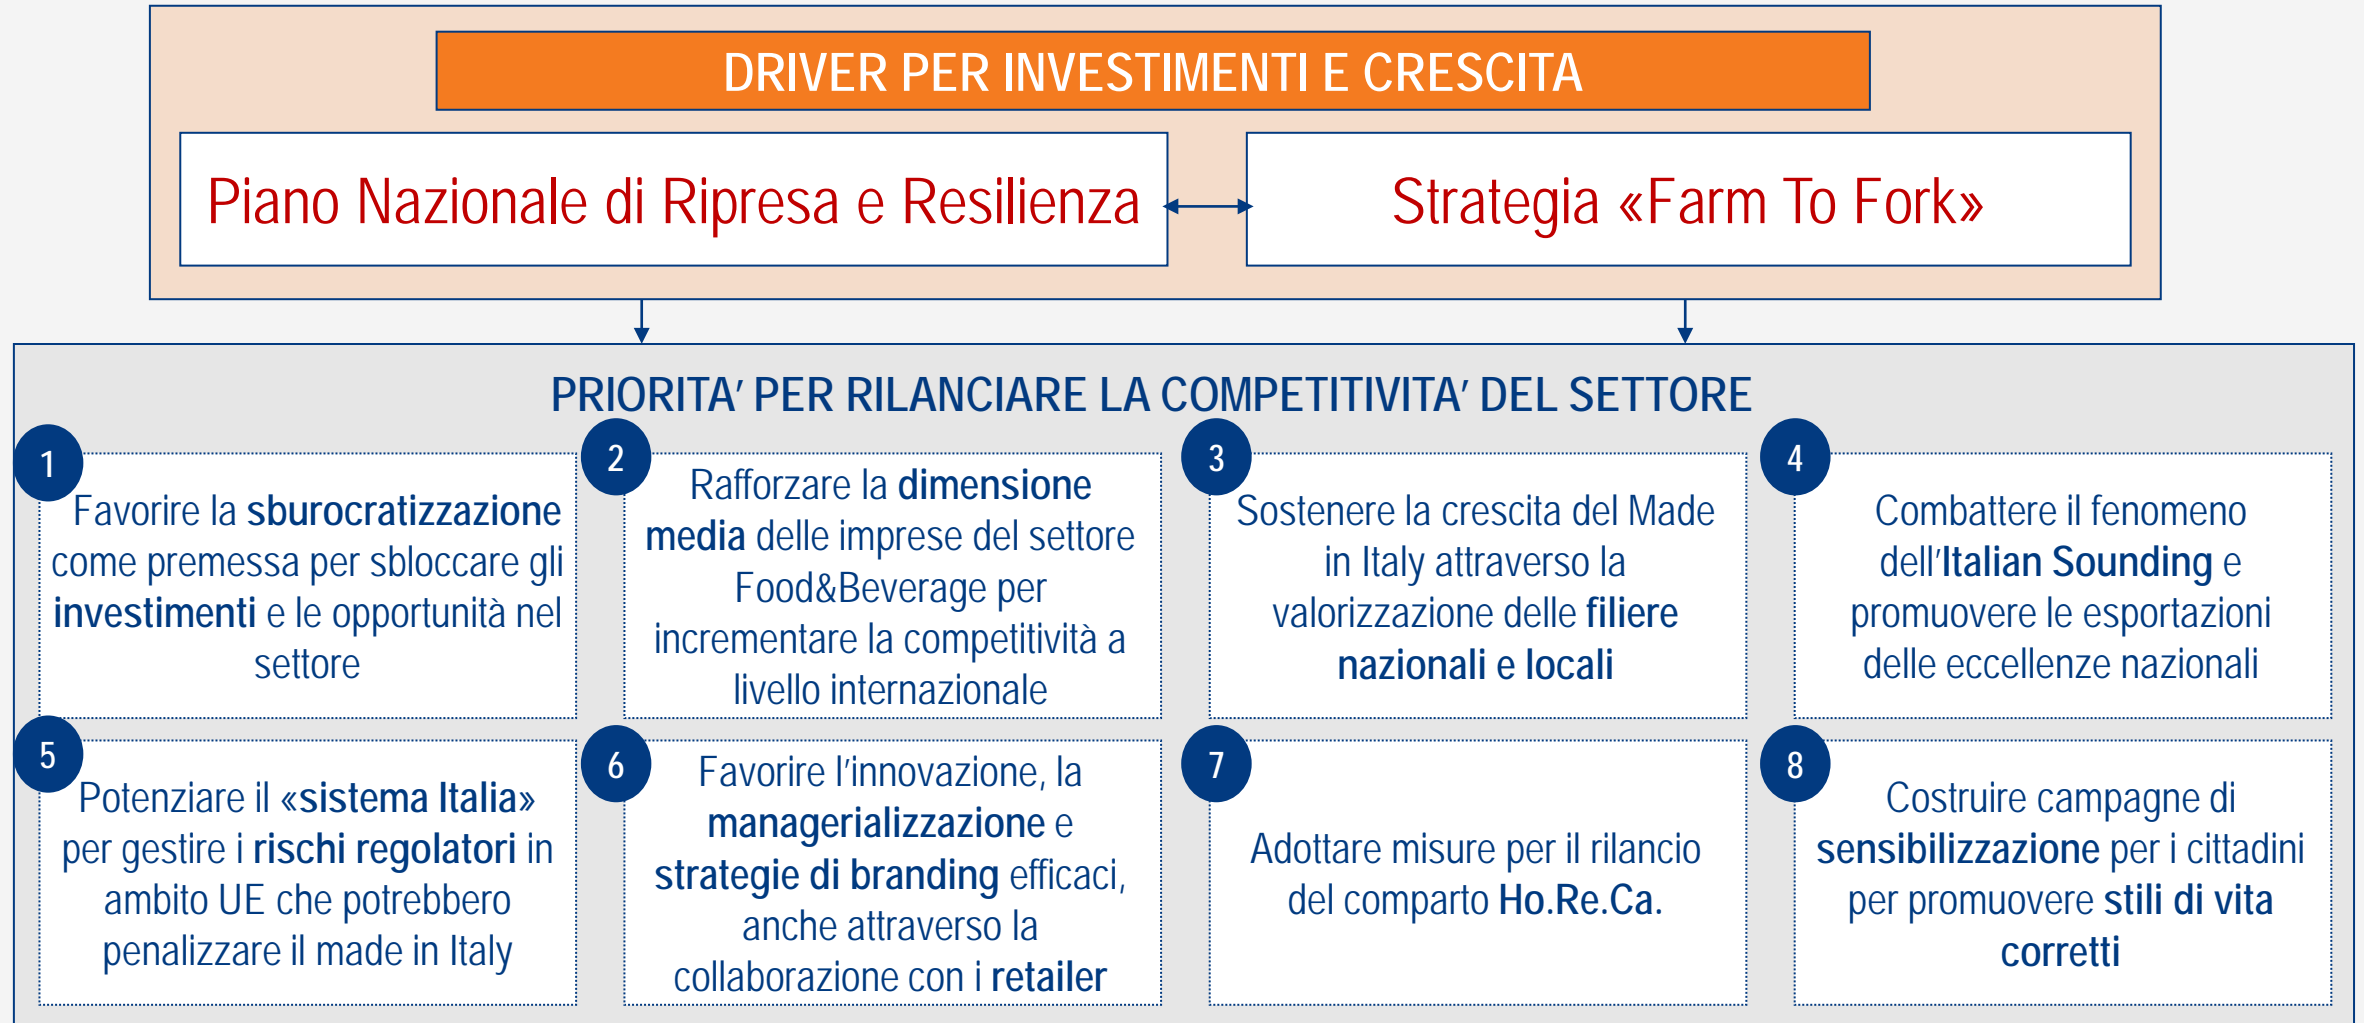 DRIVER PER INVESTIMENTI E CRESCITA
Piano Nazionale di Ripresa e Resilienza
Strategia «Farm To Fork»
PRIORITA’ PER RILANCIARE LA COMPETITIVITA’ DEL SETTORE
1
Favorire la sburocratizzazione
come premessa per sbloccare gli
investimenti e le opportunità nel
settore
2
Rafforzare la dimensione
media delle imprese del settore
Food&Beverage per
incrementare la competitività a
livello internazionale
3
Sostenere la crescita del Made
in Italy attraverso la
valorizzazione delle filiere
nazionali e locali
4
Combattere il fenomeno
dell’Italian Sounding e
promuovere le esportazioni
delle eccellenze nazionali
5
Potenziare il «sistema Italia»
per gestire i rischi regolatori in
ambito UE che potrebbero
penalizzare il made in Italy
6
Favorire l’innovazione, la
managerializzazione e
strategie di branding efficaci,
anche attraverso la
collaborazione con i retailer
7
Adottare misure per il rilancio
del comparto Ho.Re.Ca.
8
Costruire campagne di
sensibilizzazione per i cittadini
per promuovere stili di vita
corretti